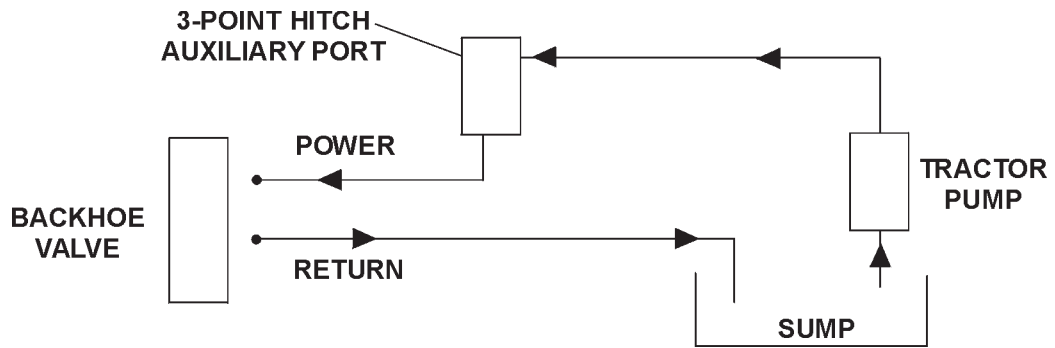 3-POINT HITCH
AUXILIARY PORT
POWER
TRACTOR
PUMP
BACKHOE
VALVE
RETURN
SUMP